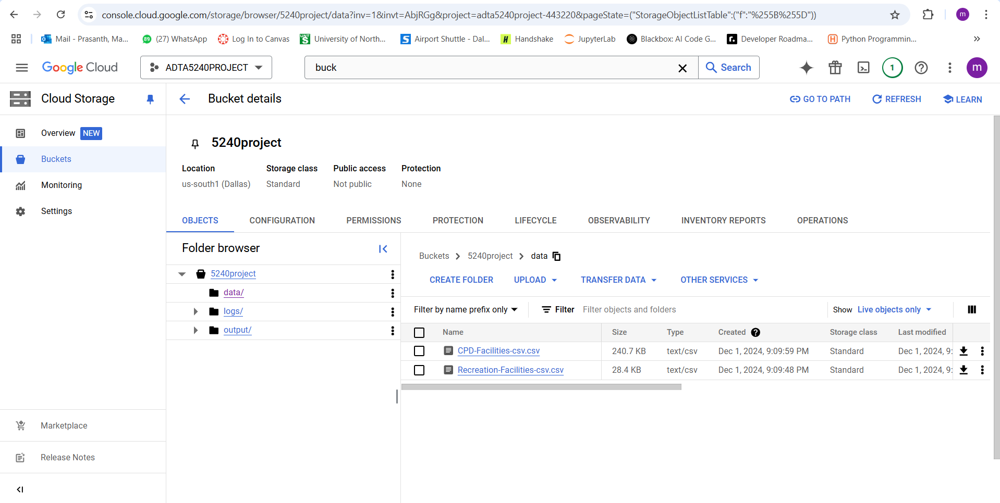 console.cloud.google.com/storage/browser/5240project/data?inv=1&invt=AbjRGg&project=adta5240project-443220&pageState=("StorageObjectListTable":("f":"%255B%255D"))
m
Mail - Prasanth, Ma... 89 (27) WhatsApp Log In to Canvas UNT University of North... S Airport Shuttle - Dal... H Handshake JupyterLab Blackbox: AI Code G... r. Developer Roadma... H Python Programmin...
Google Cloud ADTA5240PROJECT buck Search 1 m
Cloud Storage
Bucket details GO TO PATH REFRESH LEARN
Overview NEW
Buckets
Monitoring
Settings
Marketplace
Release Notes
5240project
Location Storage class Public access Protection
us-south1 (Dallas) Standard Not public None
OBJECTS CONFIGURATION PERMISSIONS PROTECTION LIFECYCLE OBSERVABILITY INVENTORY REPORTS OPERATIONS
Folder browser
5240project
data/
logs/
output/
Buckets 5240project data
CREATE FOLDER UPLOAD TRANSFER DATA OTHER SERVICES
Filter by name prefix only Filter Filter objects and folders Show Live objects only
Name Size Type Created Storage class Last modified
CPD-Facilities-csv.csv 240.7 KB text/csv Dec 1, 2024, 9:09:59 PM Standard Dec 1, 2024, 9:
Recreation-Facilities-csv.csv 28.4 KB text/csv Dec 1, 2024, 9:09:48 PM Standard Dec 1, 2024, 9: